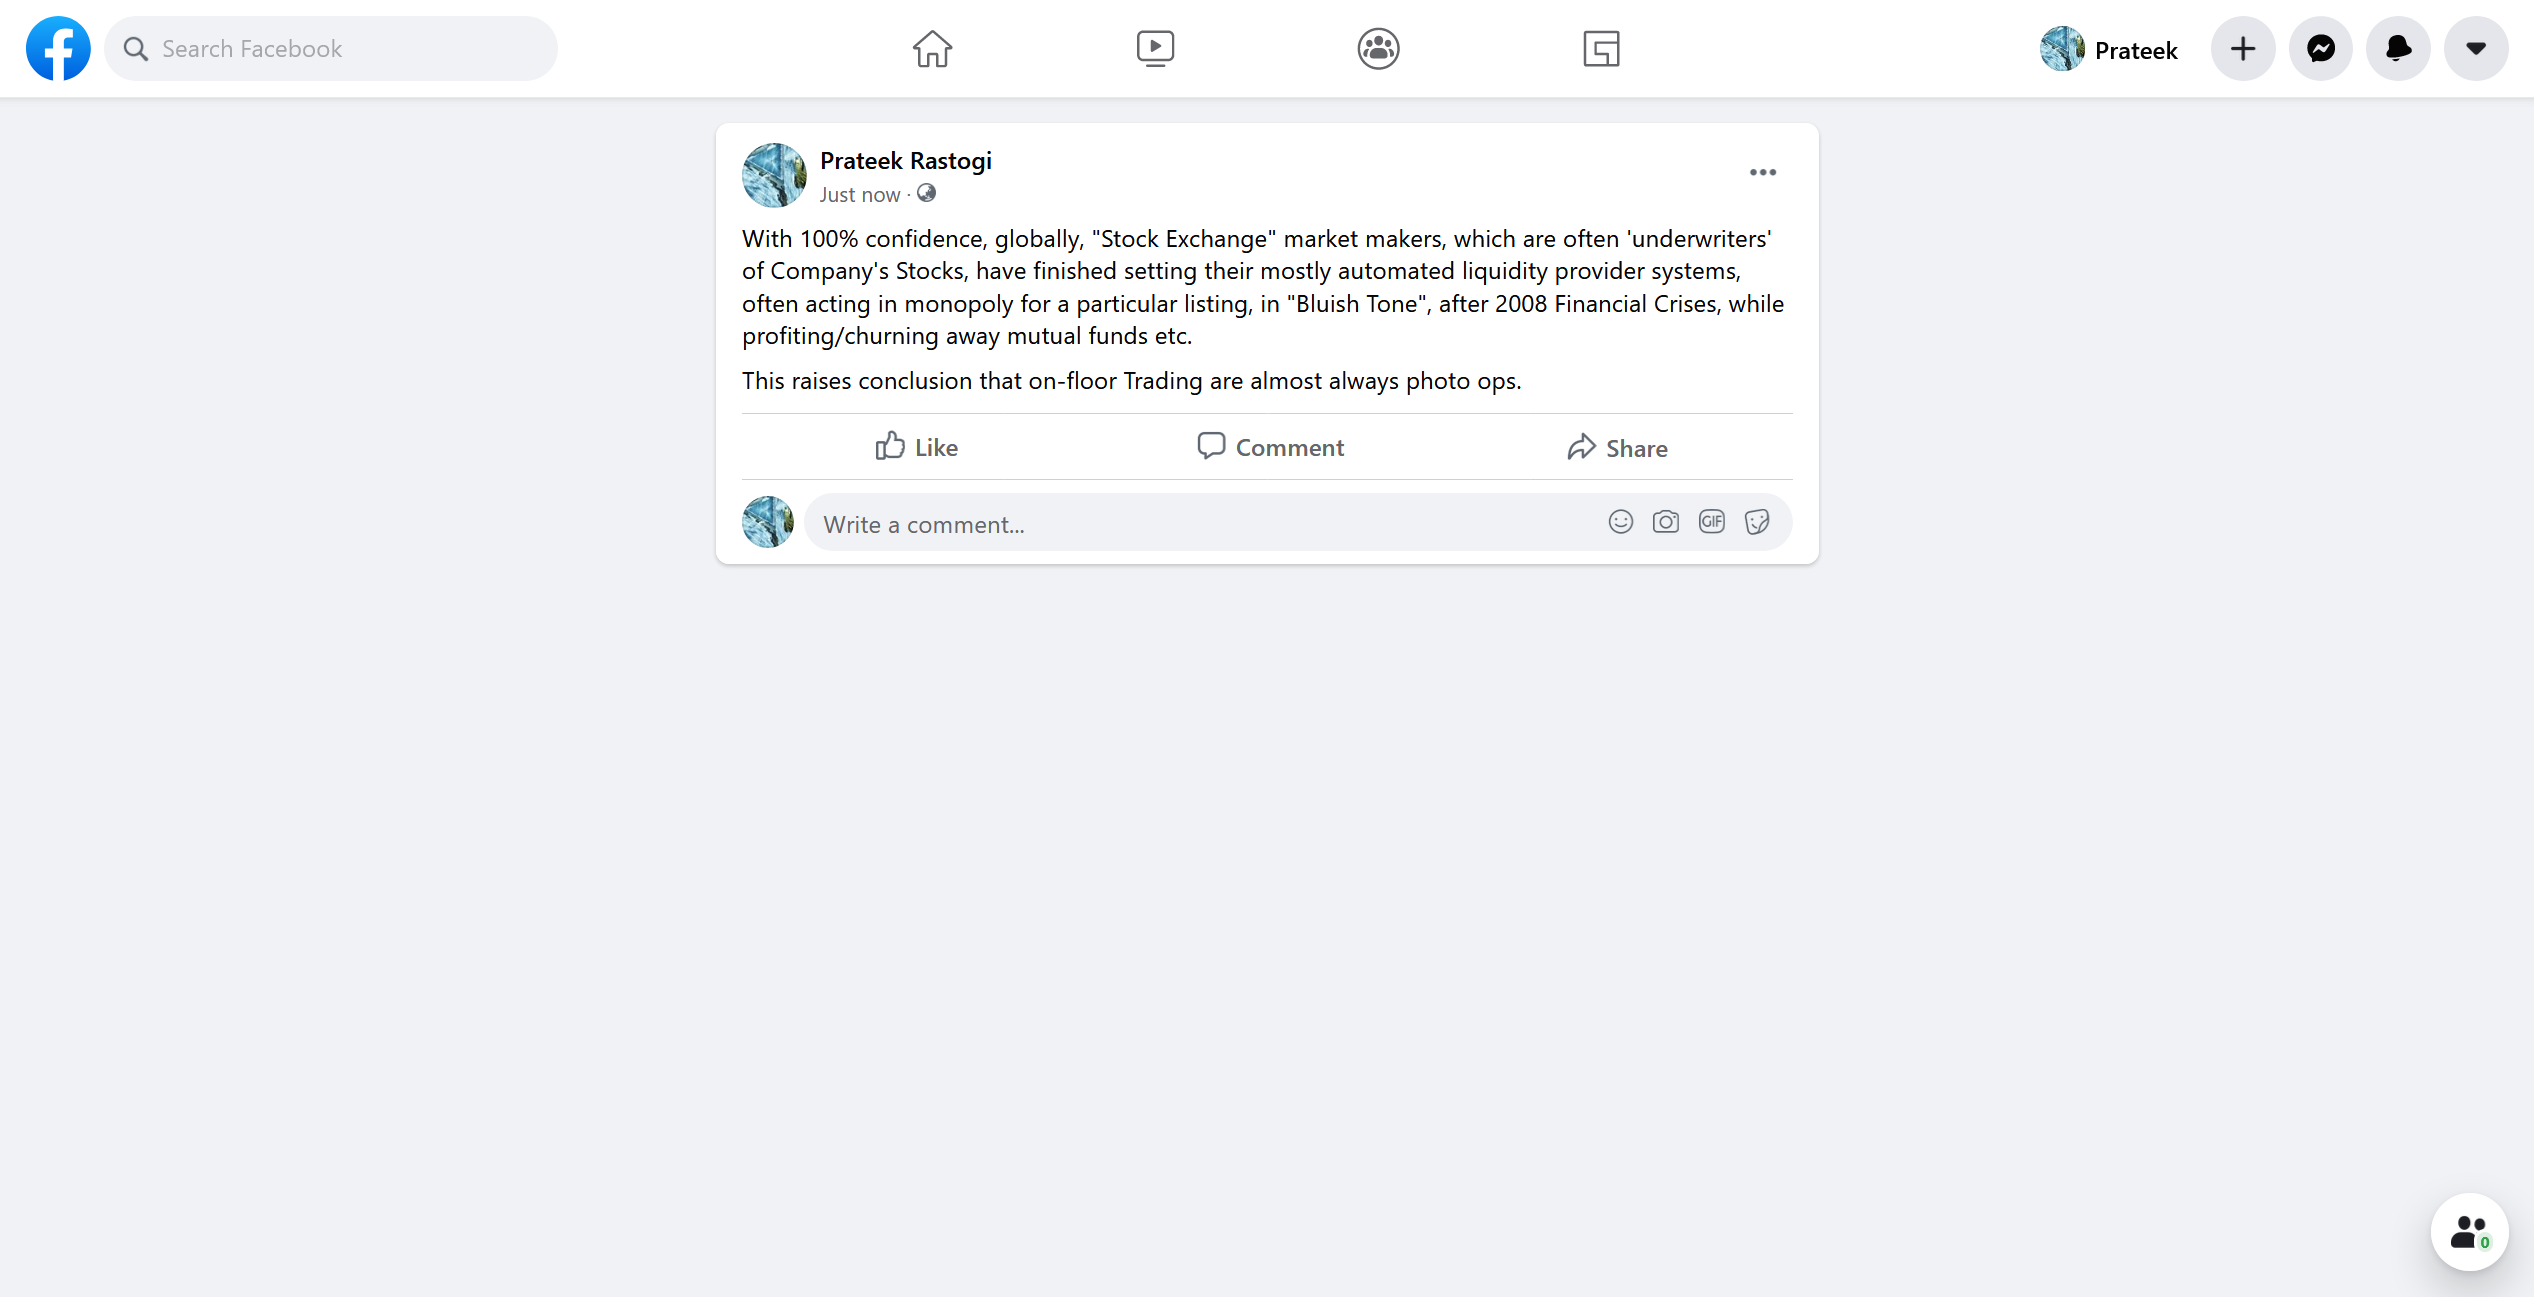 Search Facebook
Prateek
Prateek Rastogi
Just now ·
With 100% confidence, globally, "Stock Exchange" market makers, which are often 'underwriters'
of Company's Stocks, have finished setting their mostly automated liquidity provider systems,
often acting in monopoly for a particular listing, in "Bluish Tone", after 2008 Financial Crises, while
profiting/churning away mutual funds etc.
This raises conclusion that on-floor Trading are almost always photo ops.
Like Comment Share
Write a comment... GIF
0